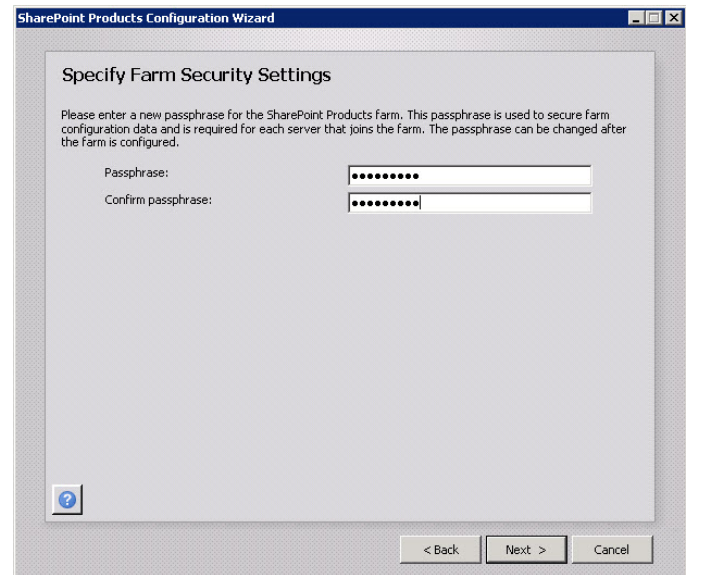 SharePoint Products Configuration Wizard
Specify Farm Security Settings
Please enter a new passphrase for the SharePoint Products farm. This passphrase is used to secure farm
configuration data and is required for each server that joins the farm. The passphrase can be changed after
the farm is configured.
Passphrase: ●●●●●●●●●
Confirm passphrase: ●●●●●●●●●
?
< Back Next > Cancel